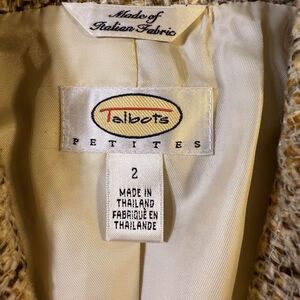 Made of
Italian Fabric
Talbots
PETITES
2
MADE IN
THAILAND
FABRIQUÉ EN
THAILANDE